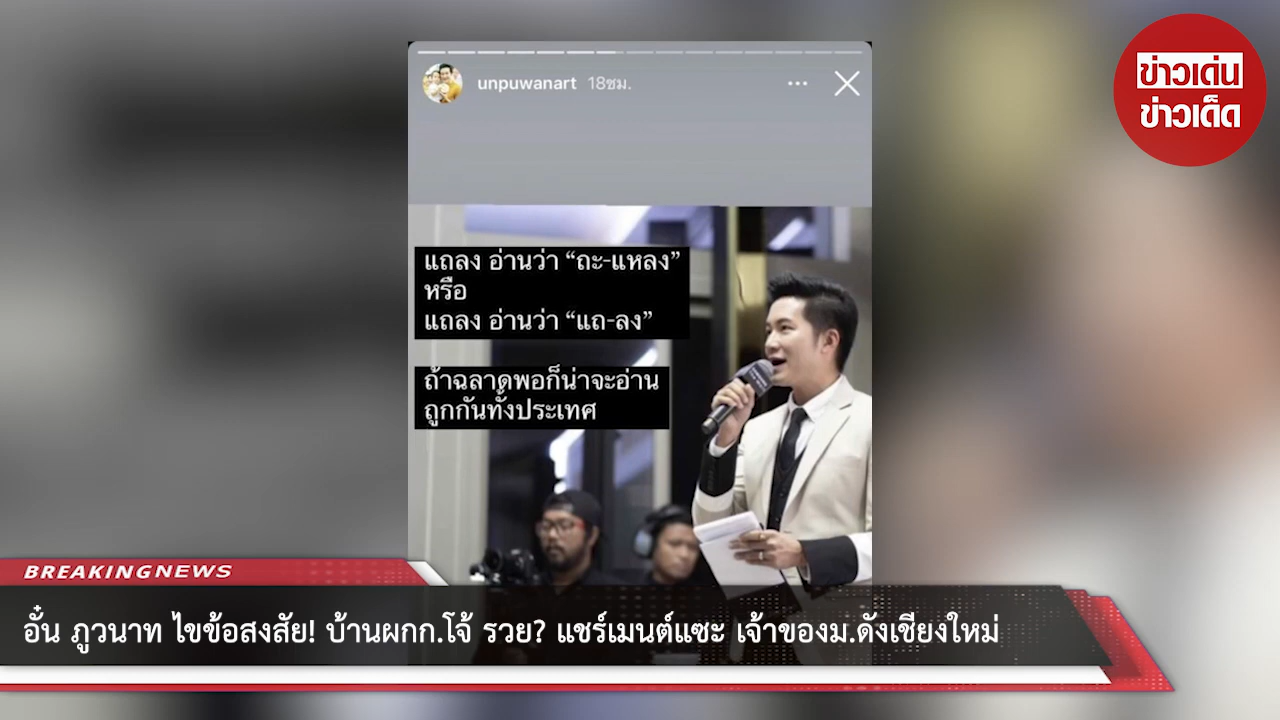 unpuwanart 18ชม.
ข่าวเด่น
ข่าวเด็ด
แถลง อ่านว่า “ถะ-แหลง”
หรือ
แถลง อ่านว่า “แถ-ลง”
ถ้าฉลาดพอก็น่าจะอ่าน
ถูกกันทั้งประเทศ
BREAKINGNEWS
อั๋น ภูวนาท ไขข้อสงสัย! บ้านผกก.โจ้ รวย? แชร์เมนต์แซะ เจ้าของม.ดังเชียงใหม่